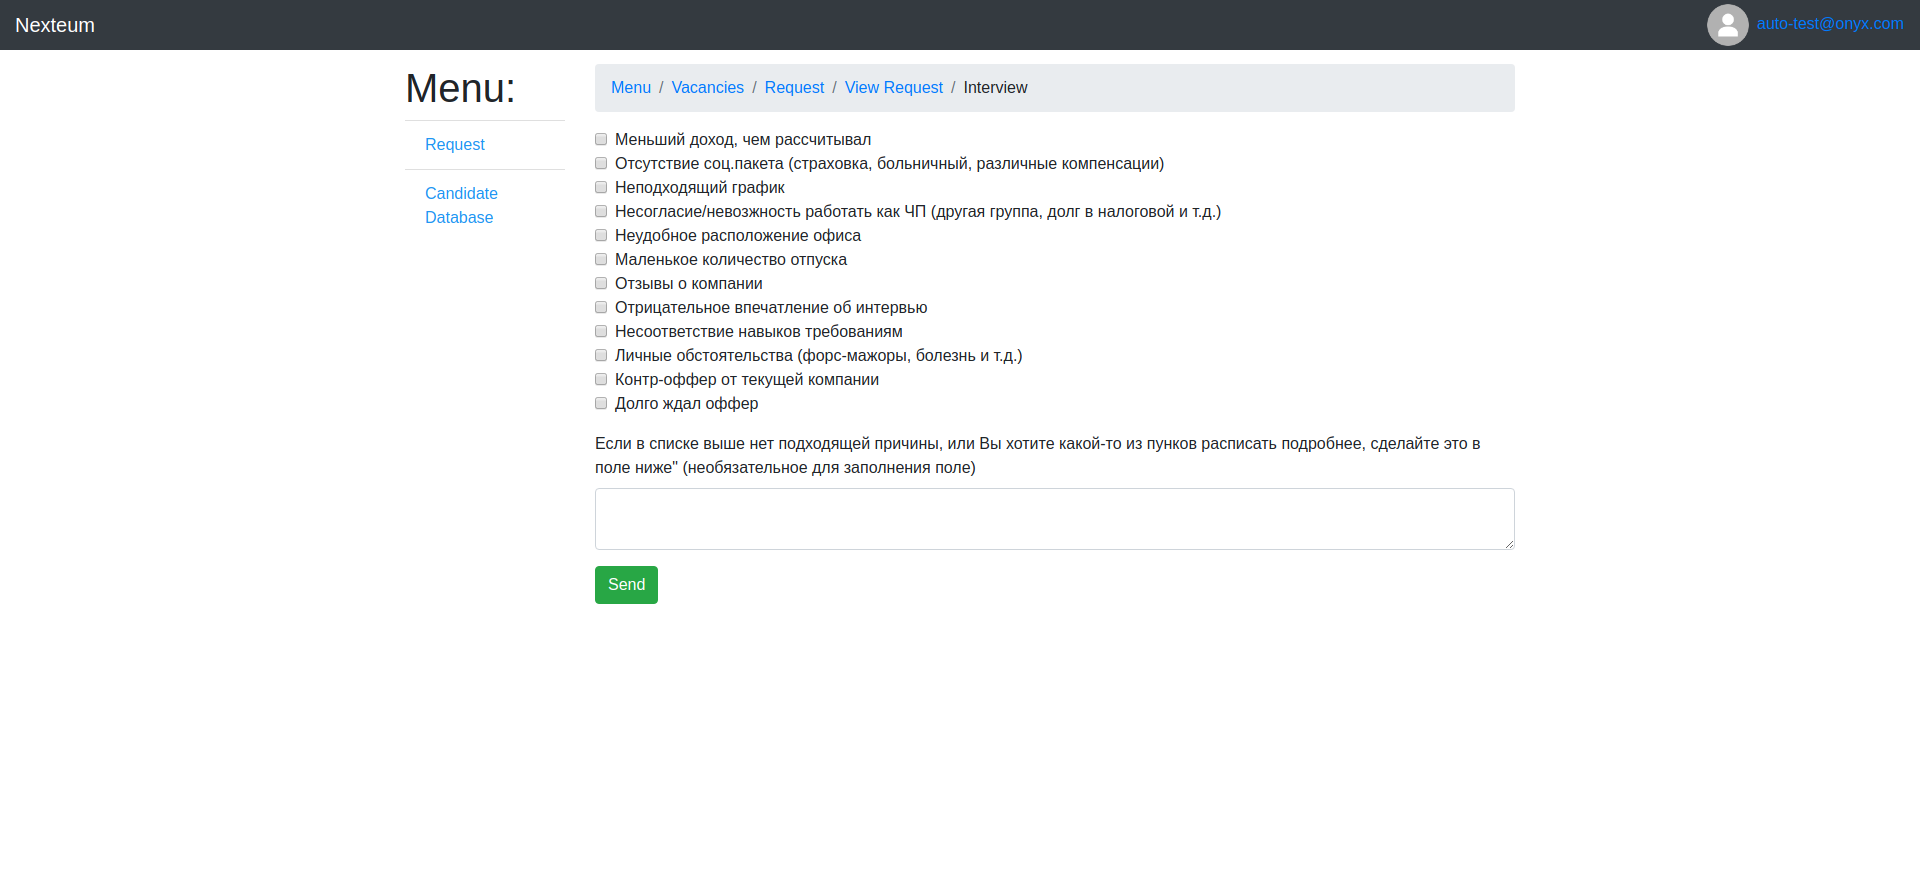 Nexteum
auto-test@onyx.com
Menu:
Request
Candidate
Database
Menu / Vacancies / Request / View Request / Interview
Меньший доход, чем рассчитывал
Отсутствие соц.пакета (страховка, больничный, различные компенсации)
Неподходящий график
Несогласие/невозжность работать как ЧП (другая группа, долг в налоговой и т.д.)
Неудобное расположение офиса
Маленькое количество отпуска
Отзывы о компании
Отрицательное впечатление об интервью
Несоответствие навыков требованиям
Личные обстоятельства (форс-мажоры, болезнь и т.д.)
Контр-оффер от текущей компании
Долго ждал оффер
Если в списке выше нет подходящей причины, или Вы хотите какой-то из пунков расписать подробнее, сделайте это в
поле ниже" (необязательное для заполнения поле)
Send